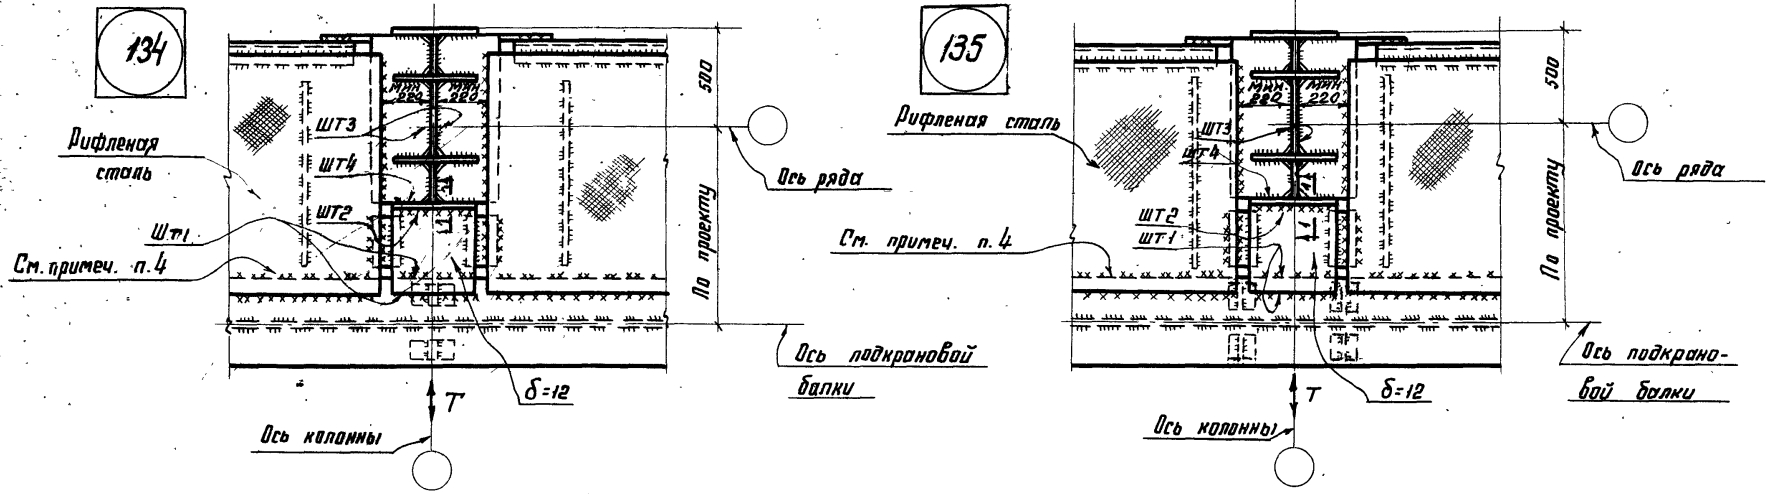 134
мин
220
мин
220
500
шт3
шт4
шт2
шт1
Рифленая
сталь
См. примеч. п. 4
Ось ряда
По проекту
Ось подкрановой
балки
δ=12
Т
Ось колонны
135
мин
220
мин
220
500
шт3
шт4
шт2
шт1
Рифленая сталь
См. примеч. п. 4
Ось ряда
По проекту
Ось подкрано-
вой балки
δ=12
Т
Ось колонны